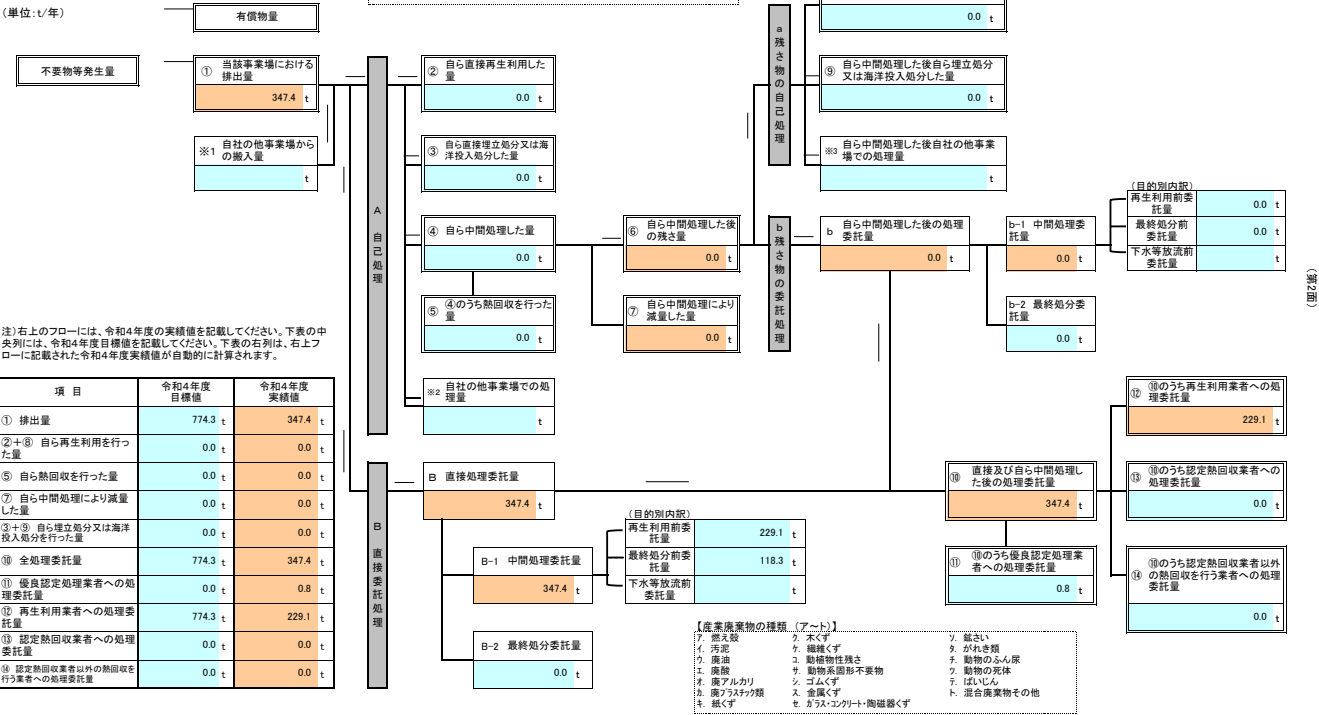 (単位:t/年)
有償物量
不要物等発生量
① 当該事業場における
排出量
347.4 t
※1 自社の他事業場から
の搬入量
t
A 自己処理
② 自ら直接再生利用した
量
0.0 t
③ 自ら直接埋立処分又は海
洋投入処分した量
0.0 t
④ 自ら中間処理した量
0.0 t
⑤ ④のうち熱回収を行った
量
0.0 t
※2 自社の他事業場での処
理量
t
⑥ 自ら中間処理した後
の残さ量
0.0 t
⑦ 自ら中間処理により
減量した量
0.0 t
a 残さ物の自己処理
0.0 t
⑨ 自ら中間処理した後自ら埋立処分
又は海洋投入処分した量
0.0 t
※3 自ら中間処理した後自社の他事業
場での処理量
t
b 残さ物の委託処理
b 自ら中間処理した後の処理
委託量
0.0 t
b-1 中間処理委
託量
0.0 t
b-2 最終処分委
託量
0.0 t
(目的別内訳)
再生利用前委
託量
0.0 t
最終処分前
委託量
0.0 t
下水等放流前
委託量
t
(第2面)
注)右上のフローには、令和4年度の実績値を記載してください。下表の中
央列には、令和4年度目標値を記載してください。下表の右列は、右上フ
ローに記載された令和4年度実績値が自動的に計算されます。
項 目 令和4年度
目標値 令和4年度
実績値
① 排出量 774.3 t 347.4 t
②+⑧ 自ら再生利用を行っ
た量 0.0 t 0.0 t
⑤ 自ら熱回収を行った量 0.0 t 0.0 t
⑦ 自ら中間処理により減量
した量 0.0 t 0.0 t
③+⑨ 自ら埋立処分又は海洋
投入処分を行った量 0.0 t 0.0 t
⑩ 全処理委託量 774.3 t 347.4 t
⑪ 優良認定処理業者への処
理委託量 0.0 t 0.8 t
⑫ 再生利用業者への処理委
託量 774.3 t 229.1 t
⑬ 認定熱回収業者への処理
委託量 0.0 t 0.0 t
⑭ 認定熱回収業者以外の熱回収を
行う業者への処理委託量 0.0 t 0.0 t
B 直接委託処理
B 直接処理委託量
347.4 t
B-1 中間処理委託量
347.4 t
B-2 最終処分委託量
0.0 t
(目的別内訳)
再生利用前委
託量
229.1 t
最終処分前委
託量
118.3 t
下水等放流前
委託量
t
⑩ 直接及び自ら中間処理し
た後の処理委託量
347.4 t
⑪ ⑩のうち優良認定処理業
者への処理委託量
0.8 t
⑫ ⑩のうち再生利用業者への処
理委託量
229.1 t
⑬ ⑩のうち認定熱回収業者への
処理委託量
0.0 t
⑭ ⑩のうち認定熱回収業者以外
の熱回収を行う業者への処理
委託量
0.0 t
【産業廃棄物の種類 (ア~ト)】
ア. 燃え殻 ク. 木くず ソ. 鉱さい
イ. 汚泥 ケ. 繊維くず タ. がれき類
ウ. 廃油 コ. 動植物性残さ チ. 動物のふん尿
エ. 廃酸 サ. 動物系固形不要物 ツ. 動物の死体
オ. 廃アルカリ シ. ゴムくず テ. ばいじん
カ. 廃プラスチック類 ス. 金属くず ト. 混合廃棄物その他
キ. 紙くず セ. ガラス・コンクリート・陶磁器くず